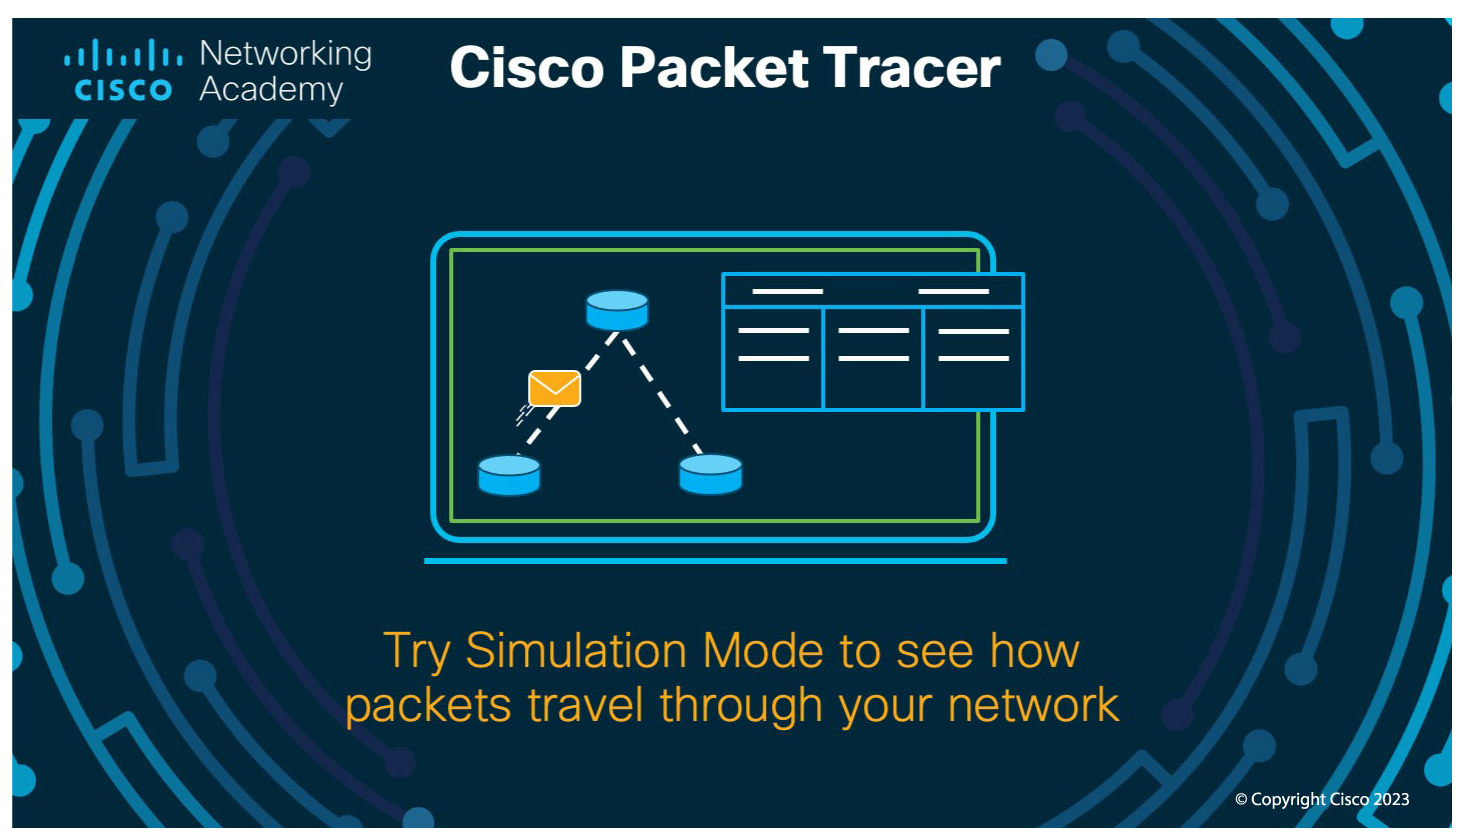 CISCO
Networking
Academy
Cisco Packet Tracer
Try Simulation Mode to see how
packets travel through your network
© Copyright Cisco 2023